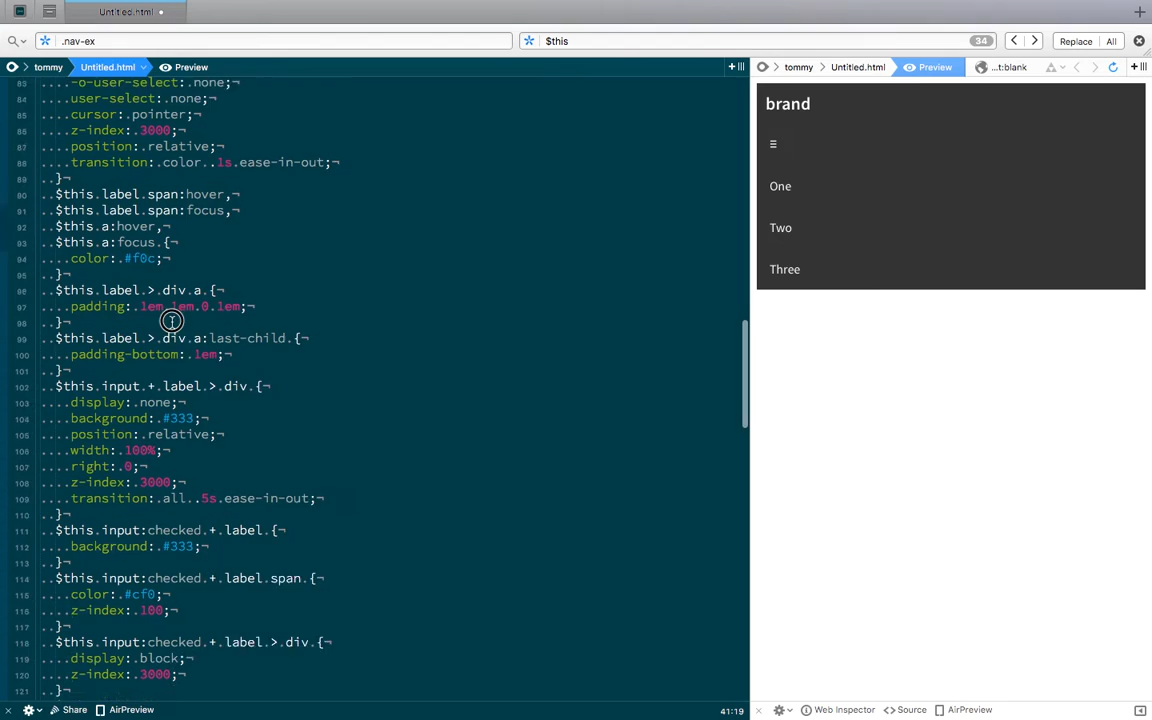 Untitled.html
.nav-ex
$this
34
Replace
All
tommy
Untitled.html
Preview
tommy
Untitled.html
Preview
...t:blank
83 ....-o-user-select:.none;¬
84 ....user-select:.none;¬
85 ....cursor:.pointer;¬
86 ....z-index:.3000;¬
87 ....position:.relative;¬
88 ....transition:.color..1s.ease-in-out;¬
89 ..}¬
90 ..$this.label.span:hover,¬
91 ..$this.label.span:focus,¬
92 ..$this.a:hover,¬
93 ..$this.a:focus.{¬
94 ....color:.#f0c;¬
95 ..}¬
96 ..$this.label.>.div.a.{¬
97 ....padding:.1em.1em.0.1em;¬
98 ..}¬
99 ..$this.label.>.div.a:last-child.{¬
100 ....padding-bottom:.1em;¬
101 ..}¬
102 ..$this.input.+.label.>.div.{¬
103 ....display:.none;¬
104 ....background:.#333;¬
105 ....position:.relative;¬
106 ....width:.100%;¬
107 ....right:.0;¬
108 ....z-index:.3000;¬
109 ....transition:.all..5s.ease-in-out;¬
110 ..}¬
111 ..$this.input:checked.+.label.{¬
112 ....background:.#333;¬
113 ..}¬
114 ..$this.input:checked.+.label.span.{¬
115 ....color:.#cf0;¬
116 ....z-index:.100;¬
117 ..}¬
118 ..$this.input:checked.+.label.>.div.{¬
119 ....display:.block;¬
120 ....z-index:.3000;¬
121 ..}¬
brand
One
Two
Three
Share
AirPreview
41:19
Web Inspector
Source
AirPreview